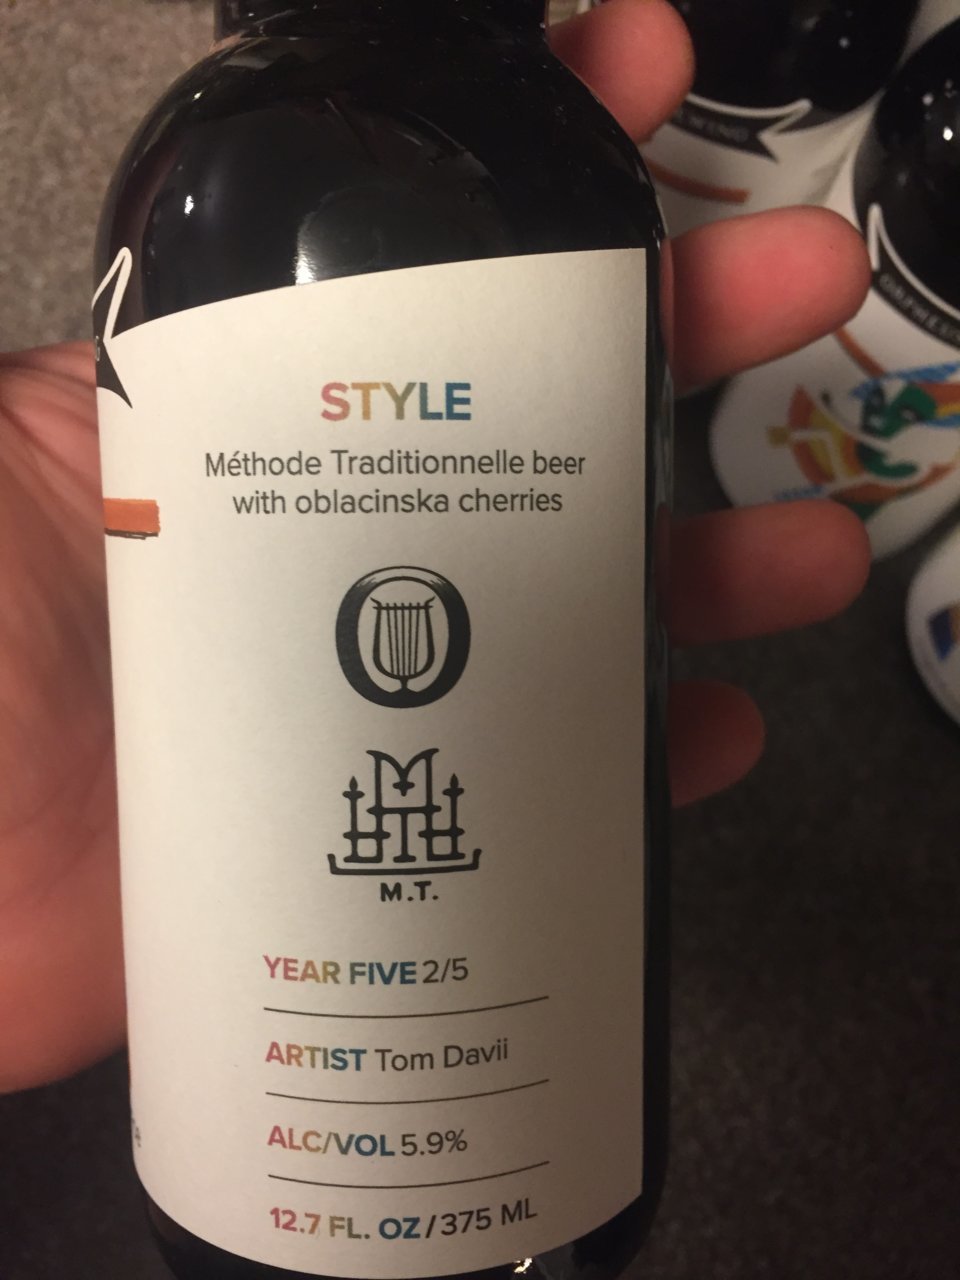 STYLE
Méthode Traditionnelle beer
with oblacinska cherries
M.T.
YEAR FIVE 2/5
ARTIST Tom Davii
ALC/VOL 5.9%
12.7 FL. OZ / 375 ML